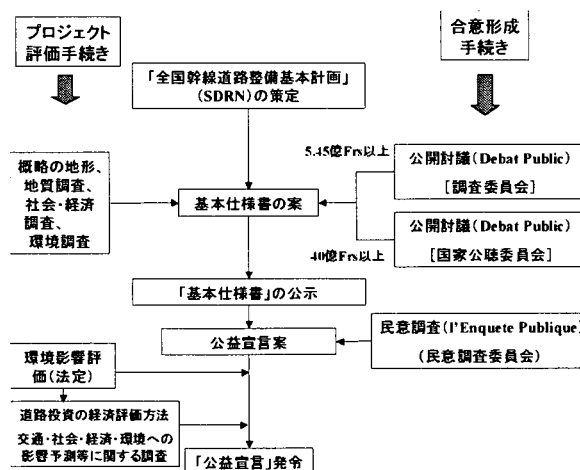 プロジェクト
評価手続き
合意形成
手続き
「全国幹線道路整備基本計画」
(SDRN)の策定
概略の地形、
地質調査、
社会・経済
調査、
環境調査
基本仕様書の案
5.45億Frs以上
公開討議(Debat Public)
[調査委員会]
40億Frs以上
公開討議(Debat Public)
[国家公聴委員会]
「基本仕様書」の公示
公益宣言案
民意調査(l'Enquete Publique)
(民意調査委員会)
環境影響評
価(法定)
道路投資の経済評価方法
交通・社会・経済・環境への
影響予測等に関する調査
「公益宣言」発令